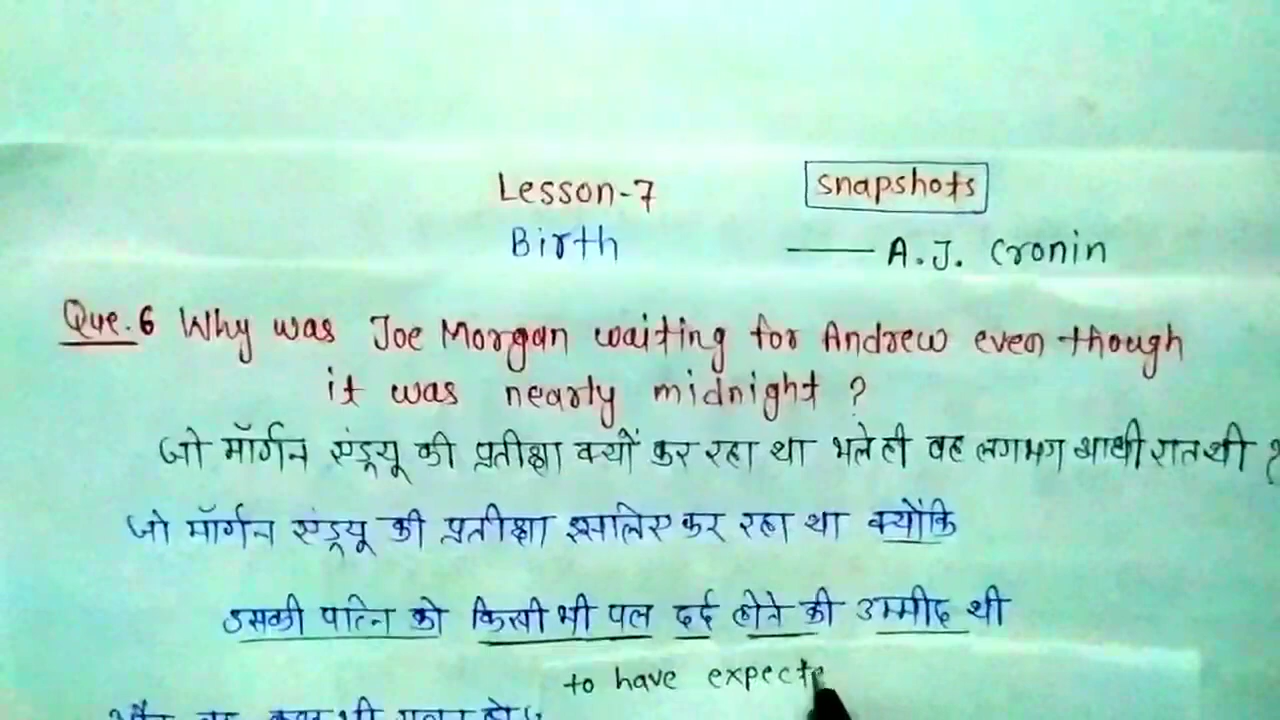 Lesson-7
Snapshots
Birth
A.J. Cronin
Que.6 Why was Joe Morgan waiting for Andrew even though
it was nearly midnight ?
जो मॉर्गन एंड्र्यू की प्रतीक्षा क्यों कर रहा था भले ही वह लगभग आधी रात थी ?
जो मॉर्गन एंड्र्यू की प्रतीक्षा इसलिए कर रहा था क्योंकि
उसकी पत्नि को किसी भी पल दर्द होने की उम्मीद थी
to have expecte